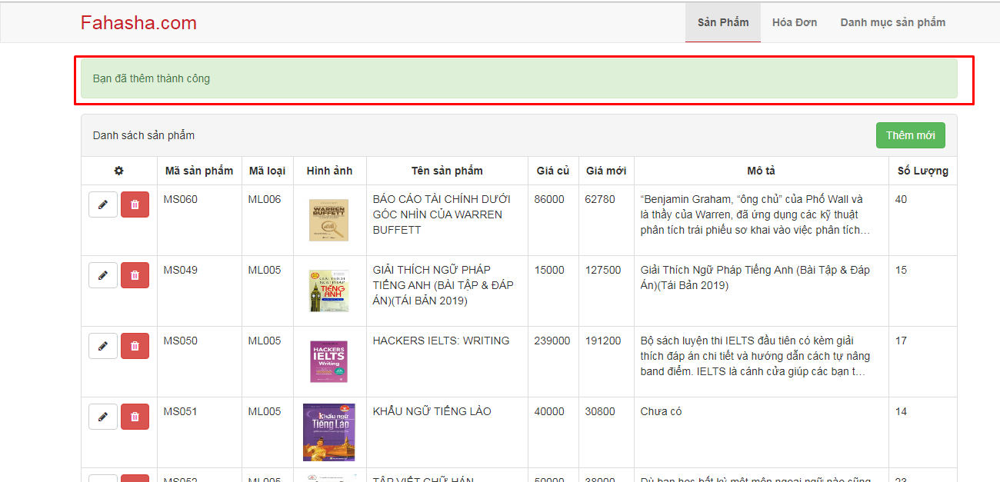 Fahasha.com
Sản Phẩm
Hóa Đơn
Danh mục sản phẩm
Bạn đã thêm thành công
Danh sách sản phẩm
Thêm mới
Mã sản phẩm
Mã loại
Hình ảnh
Tên sản phẩm
Giá củ
Giá mới
Mô tả
Số Lượng
MS060
ML006
WARREN
BUFFETT
BÁO CÁO TÀI CHÍNH DƯỚI
GÓC NHÌN CỦA WARREN
BUFFETT
86000
62780
“Benjamin Graham, “ông chủ” của Phố Wall và
là thầy của Warren, đã ứng dụng các kỹ thuật
phân tích trái phiếu sơ khai vào việc phân tích…
40
MS049
ML005
GIẢI THÍCH
NGỮ PHÁP
TIẾNG
ANH
GIẢI THÍCH NGỮ PHÁP
TIẾNG ANH (BÀI TẬP & ĐÁP
ÁN)(TÁI BẢN 2019)
15000
127500
Giải Thích Ngữ Pháp Tiếng Anh (Bài Tập & Đáp
Án)(Tái Bản 2019)
15
MS050
ML005
HACKERS
IELTS
Writing
HACKERS IELTS: WRITING
239000
191200
Bộ sách luyện thi IELTS đầu tiên có kèm giải
thích đáp án chi tiết và hướng dẫn cách tự nâng
band điểm. IELTS là cánh cửa giúp các bạn t…
17
MS051
ML005
Khẩu ngữ
Tiếng Lào
KHẨU NGỮ TIẾNG LÀO
40000
30800
Chưa có
14
MS052
ML005
TẬP VIẾT CHỮ HÁN
50000
38000
Dù bạn học bất kỳ một môn ngoại ngữ nào cũng
23